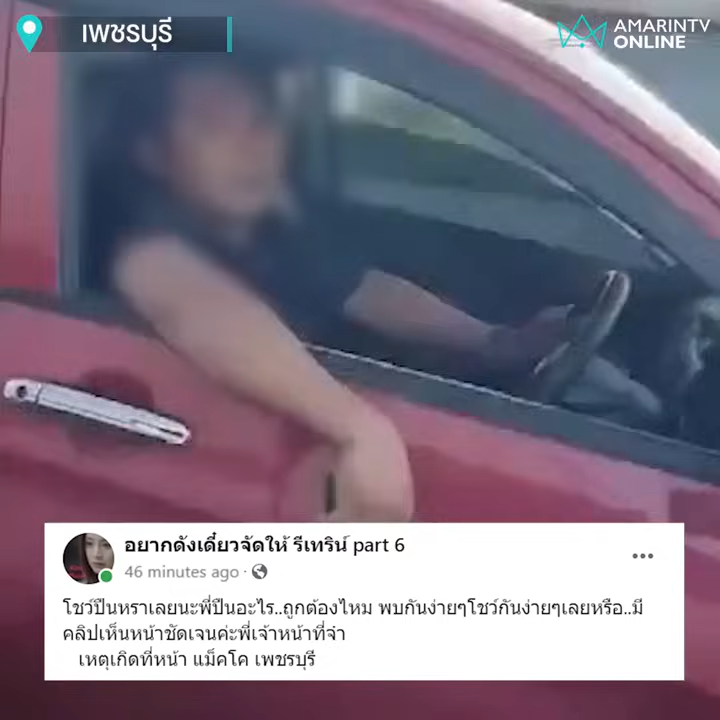 เพชรบุรี
AMARINTV
ONLINE
อยากดังเดี๋ยวจัดให้ รีเทริน์ part 6
46 minutes ago
โชว์ปืนหราเลยนะพี่ปืนอะไร..ถูกต้องไหม พบกันง่ายๆโชว์กันง่ายๆเลยหรือ..มี
คลิปเห็นหน้าชัดเจนค่ะพี่เจ้าหน้าที่จ๋า
เหตุเกิดที่หน้า แม็คโค เพชรบุรี